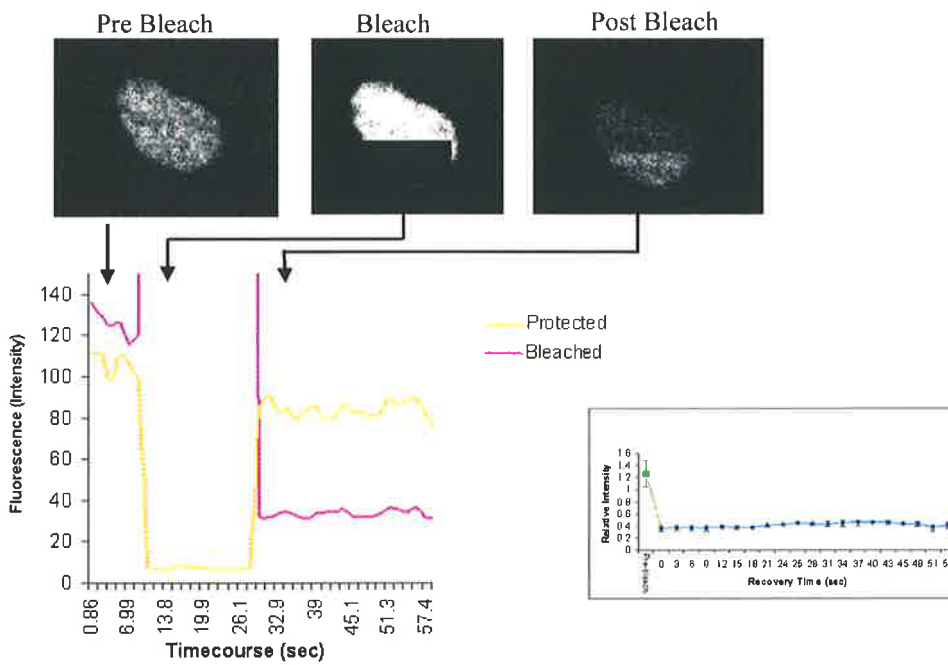 Pre Bleach
Bleach
Post Bleach
Fluorescence (Intensity)
140
120
100
80
60
40
20
0
0.86 6.99 13.8 19.9 26.1 32.9 39 45.1 51.3 57.4
Timecourse (sec)
Protected
Bleached
Relative Intensity
1 6
1 4
1 2
1
0 8
0 6
0 4
0 2
0
0 3 6 9 12 15 18 21 23 26 29 31 34 37 40 43 45 48 51
Recovery Time (sec)